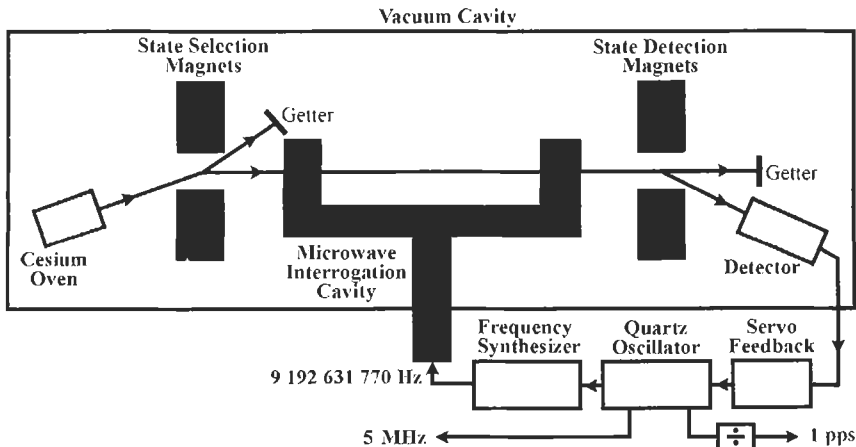 Vacuum Cavity
State Selection
Magnets
State Detection
Magnets
Getter
Getter
Cesium
Oven
Microwave
Interrogation
Cavity
Detector
Frequency
Synthesizer
Quartz
Oscillator
Servo
Feedback
9 192 631 770 Hz
5 MHz
÷
1 pps